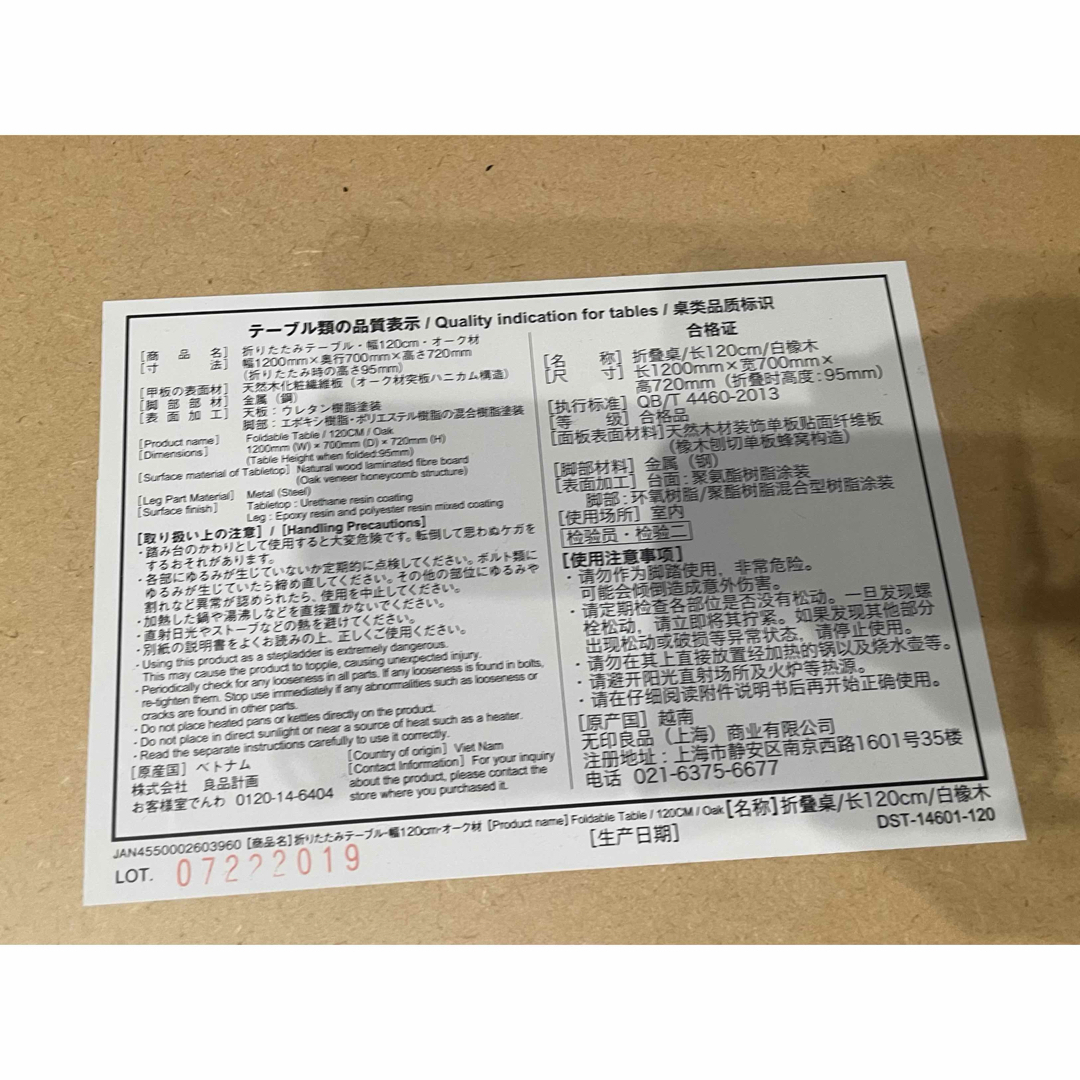 テーブル類の品質表示 / Quality indication for tables / 桌类品质标识
[商品名] 折りたたみテーブル・幅120cm・オーク材
[寸法] 幅1200mm×奥行700mm×高さ720mm
(折りたたみ時の高さ95mm)
[甲板の表面材] 天然木化粧繊維板（オーク材突板ハニカム構造）
[脚部部材] 金属（鋼）
[表面加工] 天板：ウレタン樹脂塗装
脚部：エポキシ樹脂・ポリエステル樹脂の混合樹脂塗装
[Product name] Foldable Table / 120CM / Oak
[Dimensions] 1200mm (W) × 700mm (D) × 720mm (H)
(Table Height when folded:95mm)
[Surface material of Tabletop] Natural wood laminated fibre board
(Oak veneer honeycomb structure)
[Leg Part Material] Metal (Steel)
[Surface finish] Tabletop : Urethane resin coating
Leg : Epoxy resin and polyester resin mixed coating
[取り扱い上の注意] / [Handling Precautions]
・踏み台のかわりとして使用すると大変危険です。転倒して思わぬケガを
するおそれがあります。
・各部にゆるみが生じていないか定期的に点検してください。ボルト類に
ゆるみが生じていたら締め直してください。その他の部位にゆるみや
割れなど異常が認められたら、使用を中止してください。
・加熱した鍋や湯沸しなどを直接置かないでください。
・直射日光やストーブなどの熱を避けてください。
・別紙の説明書をよくお読みの上、正しくご使用ください。
・Using this product as a stepladder is extremely dangerous.
This may cause the product to topple, causing unexpected injury.
・Periodically check for any looseness in all parts. If any looseness is found in bolts,
re-tighten them. Stop use immediately if any abnormalities such as looseness or
cracks are found in other parts.
・Do not place heated pans or kettles directly on the product.
・Do not place in direct sunlight or near a source of heat such as a heater.
・Read the separate instructions carefully to use it correctly.
[原産国] ベトナム
株式会社 良品計画
お客様室でんわ 0120-14-6404
[Country of origin] Viet Nam
[Contact Information] For your inquiry
about the product, please contact the
store where you purchased it.
合格证
[名称] 折叠桌/长120cm/白橡木
[尺寸] 长1200mm×宽700mm×
高720mm（折叠时高度：95mm）
[执行标准] QB/T 4460-2013
[等级] 合格品
[面板表面材料] 天然木材装饰单板贴面纤维板
（橡木刨切单板蜂窝构造）
[脚部材料] 金属（钢）
[表面加工] 台面：聚氨酯树脂涂装
脚部：环氧树脂/聚酯树脂混合型树脂涂装
[使用场所] 室内
检验员・检验二
[使用注意事项]
・请勿作为脚踏使用，非常危险。
可能会倾倒造成意外伤害。
・请定期检查各部位是否没有松动。一旦发现螺
栓松动，请立即将其拧紧。如果发现其他部分
出现松动或破损等异常状态，请停止使用。
・请勿在其上直接放置经加热的锅以及烧水壶等。
・请避开阳光直射场所及火炉等热源。
・请在仔细阅读附件说明书后再开始正确使用。
[原产国] 越南
无印良品（上海）商业有限公司
注册地址：上海市静安区南京西路1601号35楼
电话 021-6375-6677
JAN4550002603960 [商品名]折りたたみテーブル・幅120cm・オーク材 [Product name] Foldable Table / 120CM / Oak [名称]折叠桌/长120cm/白橡木
LOT. 07222019 [生产日期] DST-14601-120